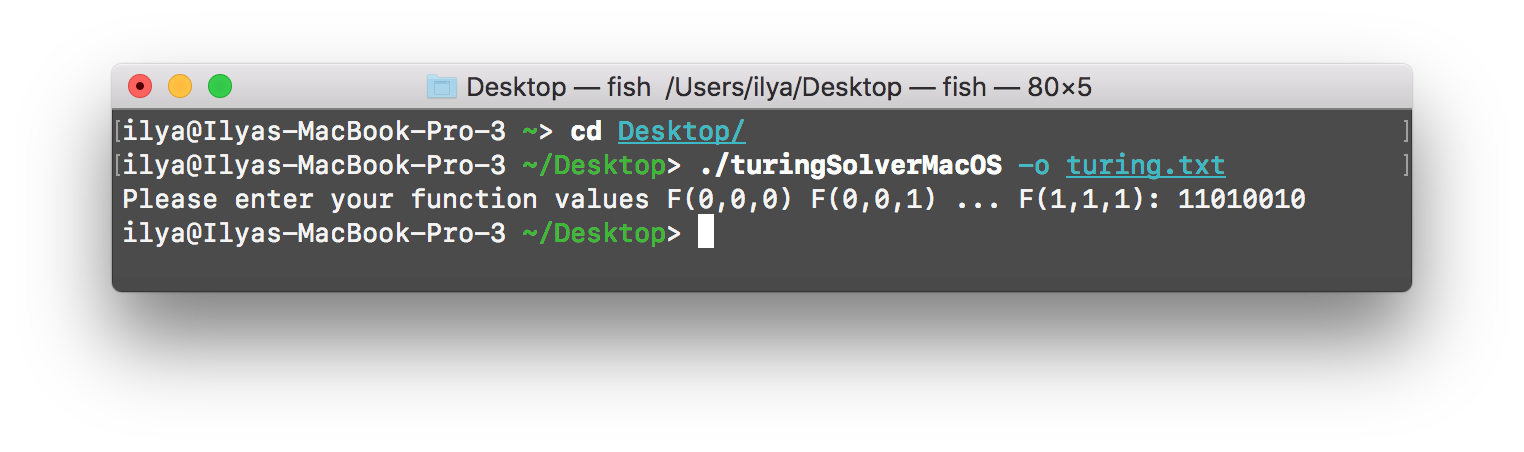 Desktop — fish  /Users/ilya/Desktop — fish — 80×5
[ilya@Ilyas-MacBook-Pro-3 ~> cd Desktop/ ]
[ilya@Ilyas-MacBook-Pro-3 ~/Desktop> ./turingSolverMacOS -o turing.txt ]
Please enter your function values F(0,0,0) F(0,0,1) ... F(1,1,1): 11010010
ilya@Ilyas-MacBook-Pro-3 ~/Desktop>